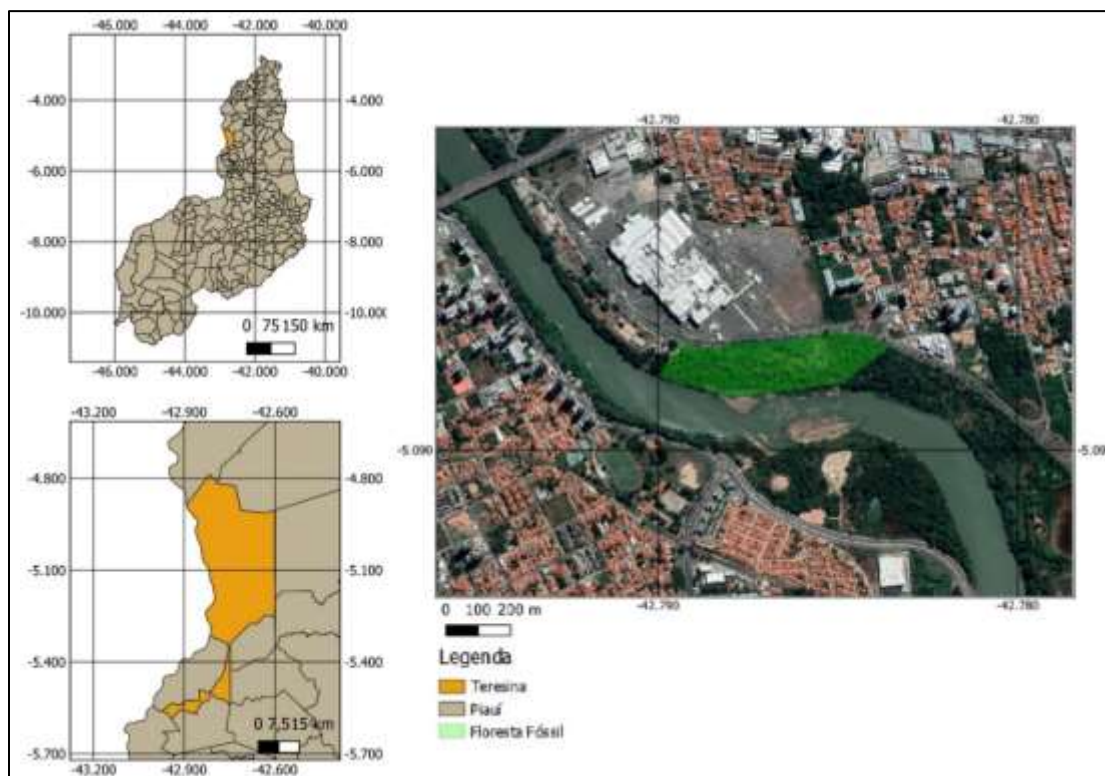 -46.000 -44.000 -42.000 -40.000
-4.000 -4.000
-6.000 -6.000
-8.000 -8.000
-10.000 -10.000
0 75 150 km
-46.000 -44.000 -42.000 -40.000
-43.200 -42.900 -42.600
-4.800 -4.800
-5.100 -5.100
-5.400 -5.400
0 7.515 km
-5.700 -5.700
-43.200 -42.900 -42.600
-42.790 -42.780
-5.090 -5.090
-42.790 -42.780
0 100 200 m
Legenda
Teresina
Piauí
Floresta Fóssil